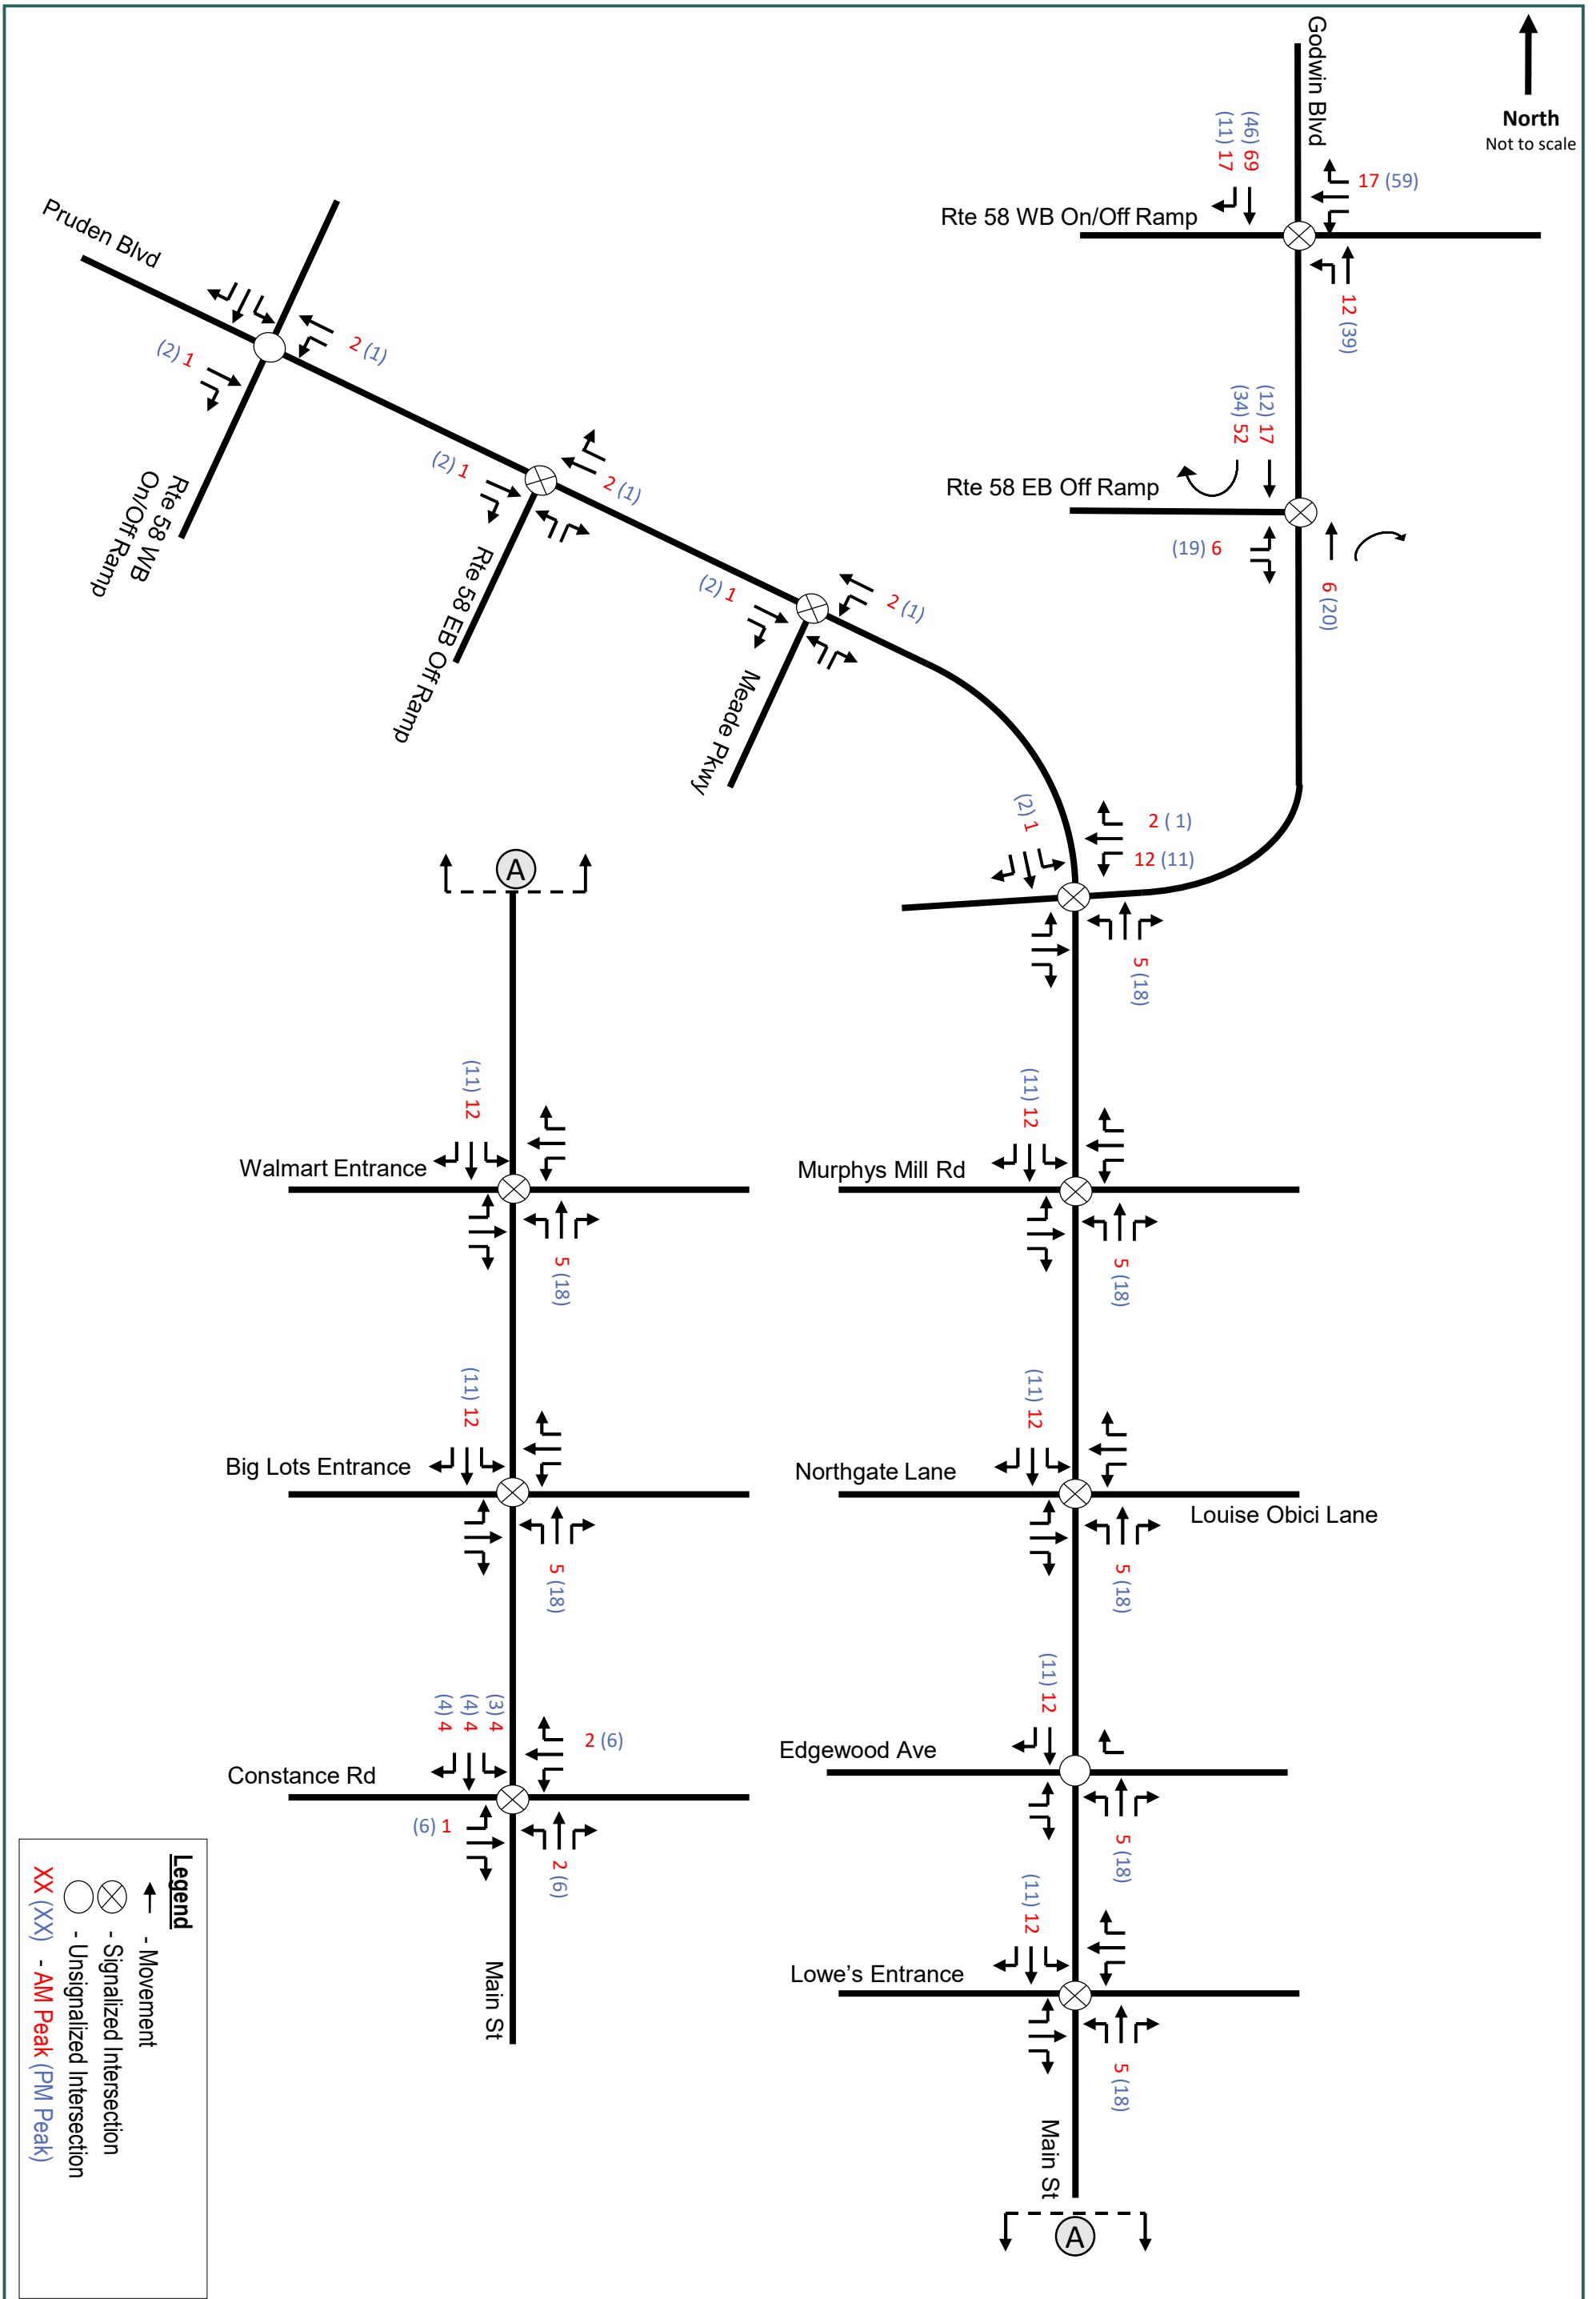 North
Not to scale
Godwin Blvd
(46) 69
(11) 17
17 (59)
Rte 58 WB On/Off Ramp
12 (39)
Pruden Blvd
2 (1)
(2) 1
Rte 58 WB
On/Off Ramp
(2) 1
2 (1)
Rte 58 EB Off Ramp
(2) 1
2 (1)
Meade Pkwy
(12) 17
(34) 52
Rte 58 EB Off Ramp
(19) 6
6 (20)
(2) 1
2 ( 1)
12 (11)
5 (18)
(11) 12
Murphys Mill Rd
5 (18)
(11) 12
Northgate Lane
Louise Obici Lane
5 (18)
(11) 12
Edgewood Ave
5 (18)
(11) 12
Lowe's Entrance
5 (18)
Main St
A
A
(11) 12
Walmart Entrance
5 (18)
(11) 12
Big Lots Entrance
5 (18)
(3) 4
(4) 4
(4) 4
2 (6)
Constance Rd
(6) 1
2 (6)
Main St
Legend
- Movement
- Signalized Intersection
- Unsignalized Intersection
XX (XX) - AM Peak (PM Peak)